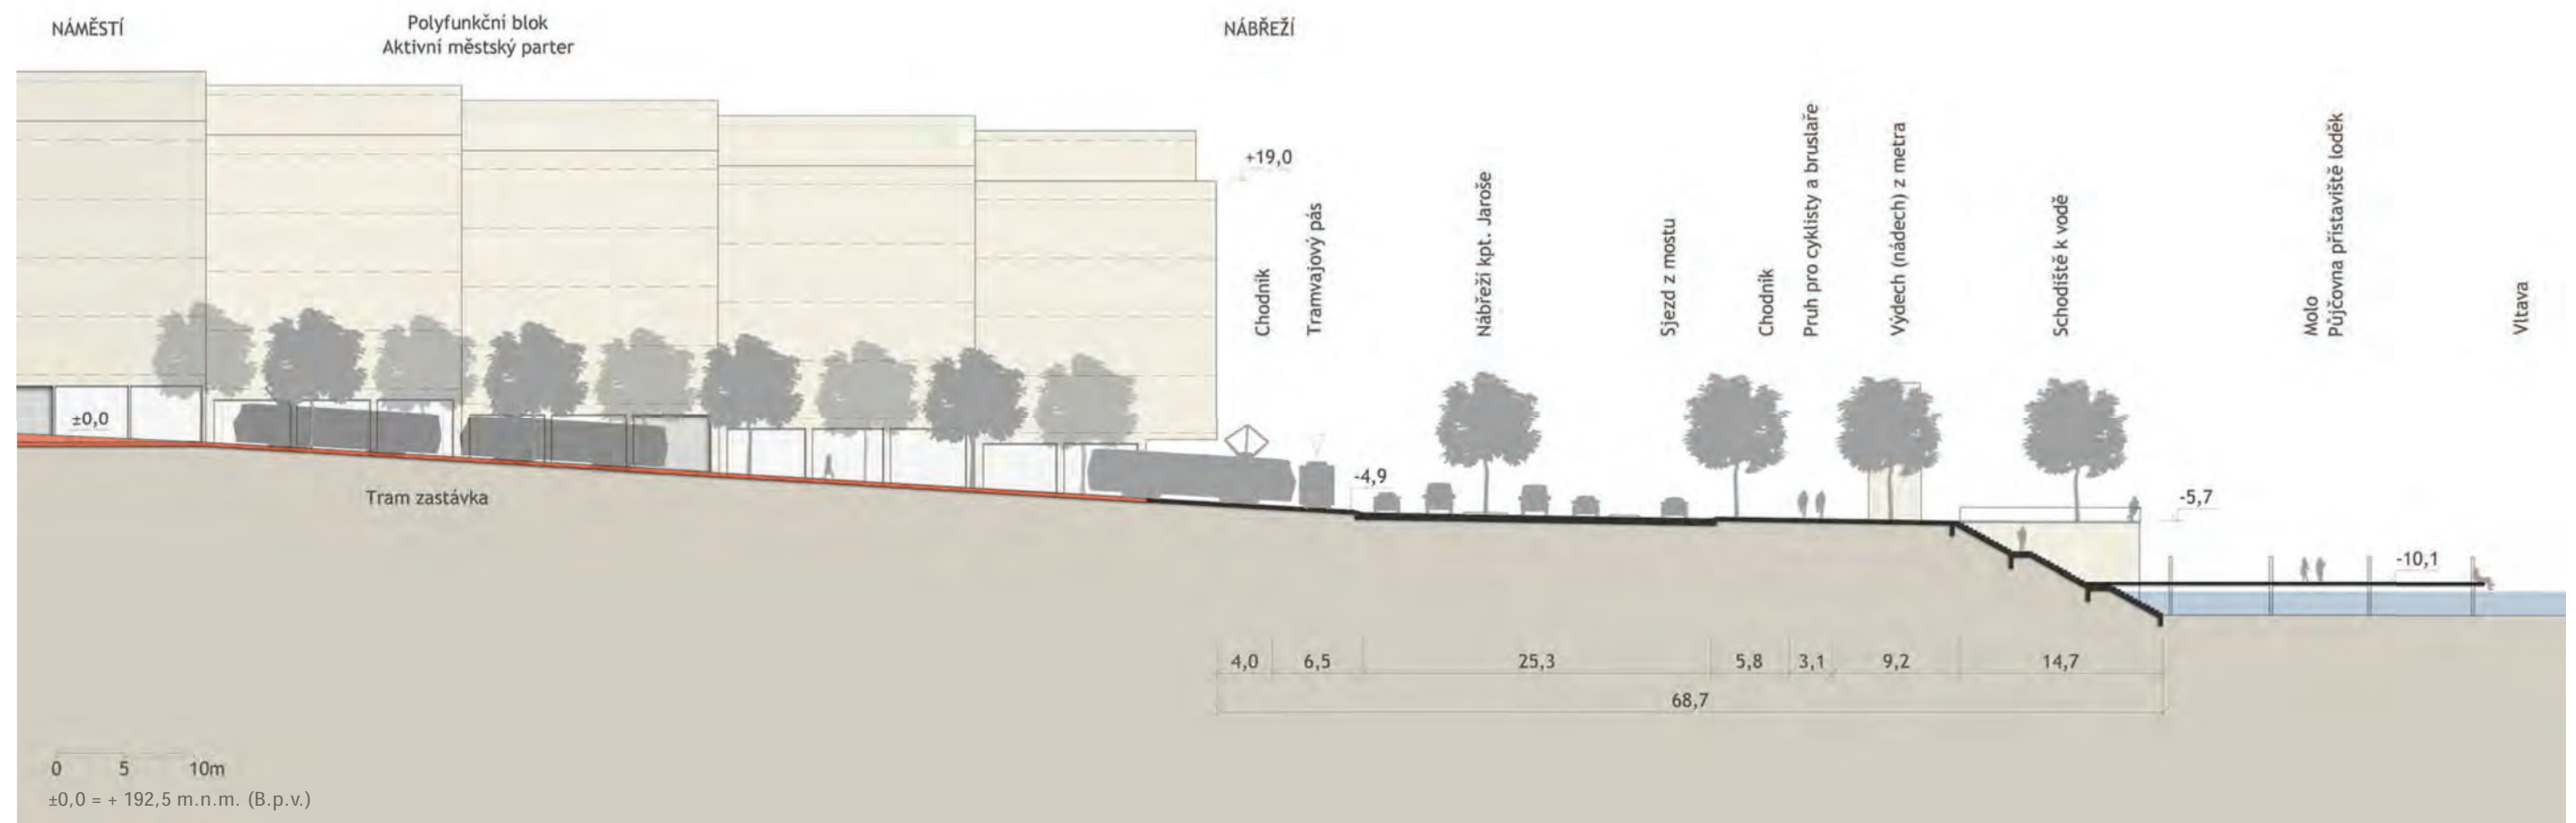 NÁMĚSTÍ
Polyfunkční blok
Aktivní městský parter
NÁBŘEŽÍ
+19,0
Chodník
Tramvajový pás
Nábřeží kpt. Jaroše
Sjezd z mostu
Chodník
Pruh pro cyklisty a bruslaře
Výdech (nádech) z metra
Schodiště k vodě
Molo
Půjčovna přístaviště loděk
Vltava
±0,0
-4,9
-5,7
-10,1
Tram zastávka
4,0
6,5
25,3
5,8
3,1
9,2
14,7
68,7
0 5 10m
±0,0 = + 192,5 m.n.m. (B.p.v.)